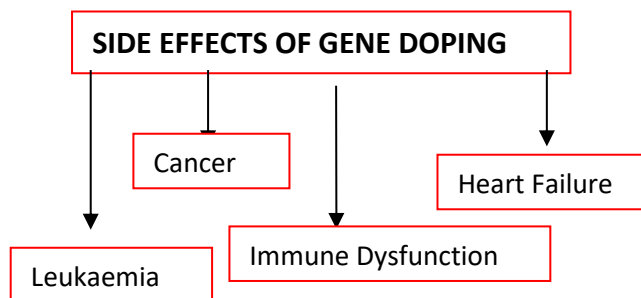 SIDE EFFECTS OF GENE DOPING
Cancer
Heart Failure
Immune Dysfunction
Leukaemia